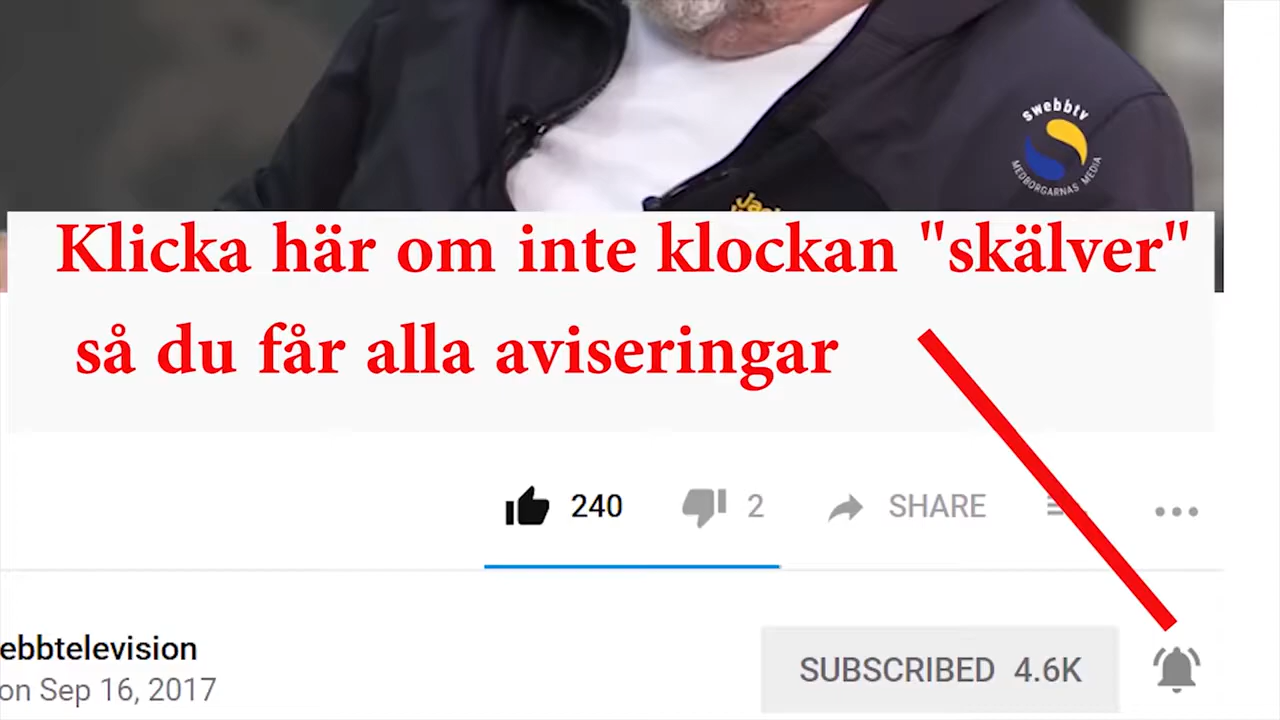 swebbtv
MEDBORGARNAS MEDIA
Klicka här om inte klockan "skälver"
så du får alla aviseringar
240 2 SHARE
ebbtelevision
on Sep 16, 2017
SUBSCRIBED 4.6K